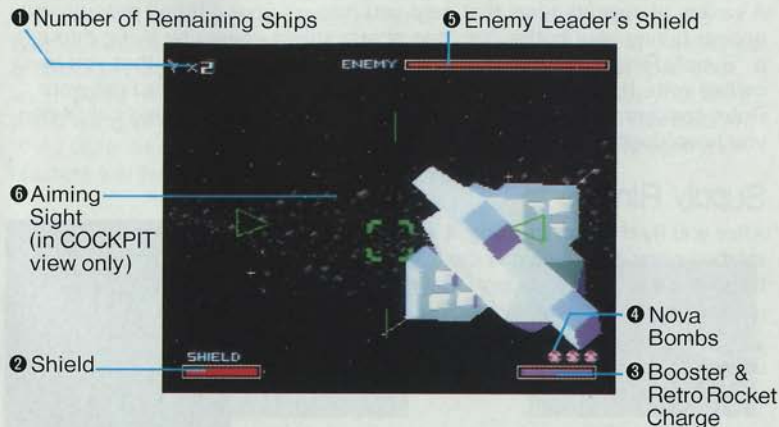 ❶ Number of Remaining Ships
❺ Enemy Leader's Shield
×2
ENEMY
❻ Aiming
Sight
(in COCKPIT
view only)
❹ Nova
Bombs
SHIELD
❷ Shield
❸ Booster &
Retro Rocket
Charge